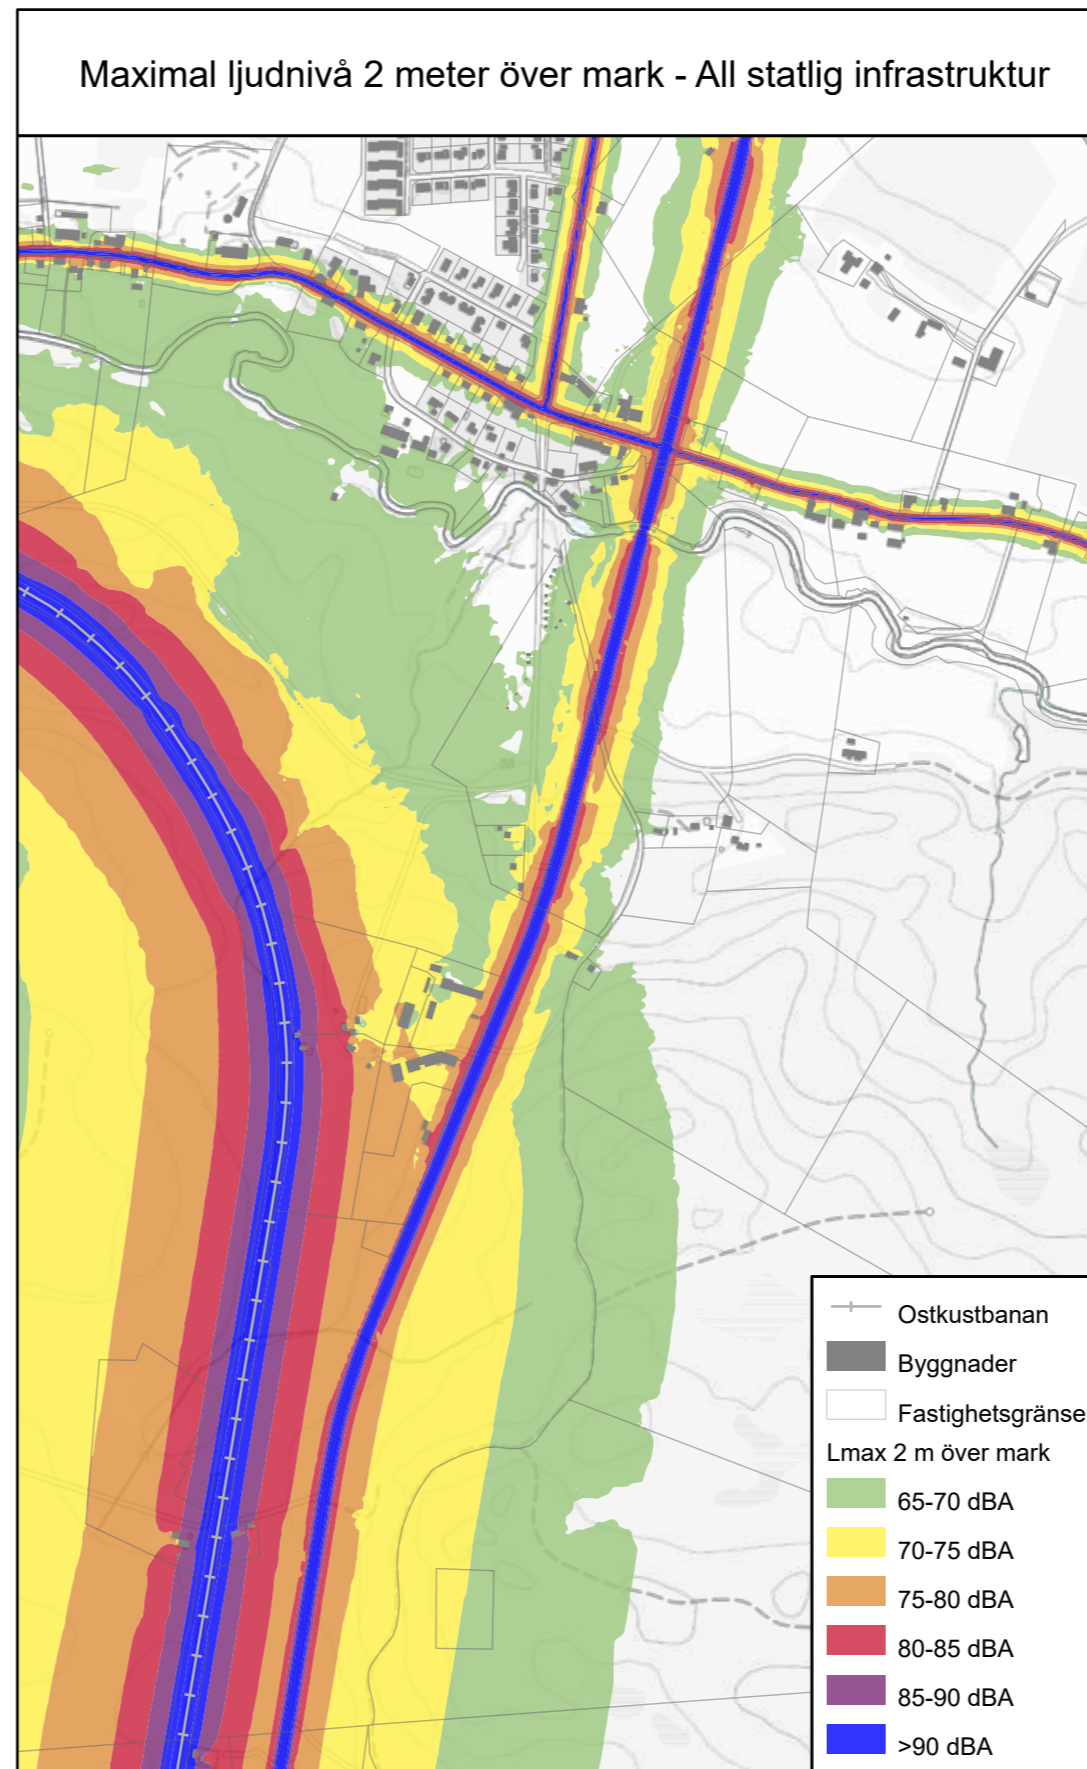 Maximal ljudnivå 2 meter över mark - All statlig infrastruktur
Ostkustbanan
Byggnader
Fastighetsgränse
Lmax 2 m över mark
65-70 dBA
70-75 dBA
75-80 dBA
80-85 dBA
85-90 dBA
>90 dBA